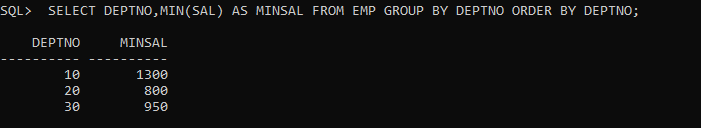 SQL>  SELECT DEPTNO,MIN(SAL) AS MINSAL FROM EMP GROUP BY DEPTNO ORDER BY DEPTNO;
    DEPTNO     MINSAL
---------- ----------
        10       1300
        20        800
        30        950